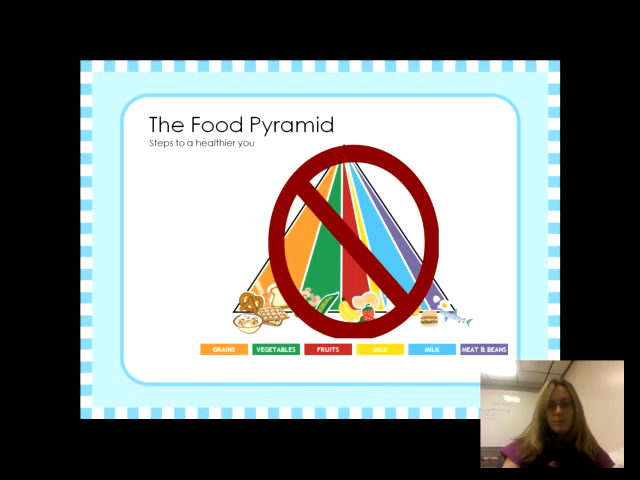 The Food Pyramid
Steps to a healthier you
GRAINS VEGETABLES FRUITS OILS MILK MEAT & BEANS